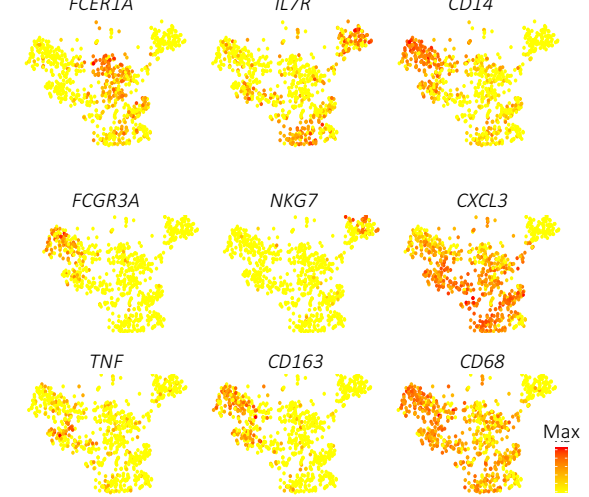 FCER1A IL7R CD14
FCGR3A NKG7 CXCL3
TNF CD163 CD68
Max